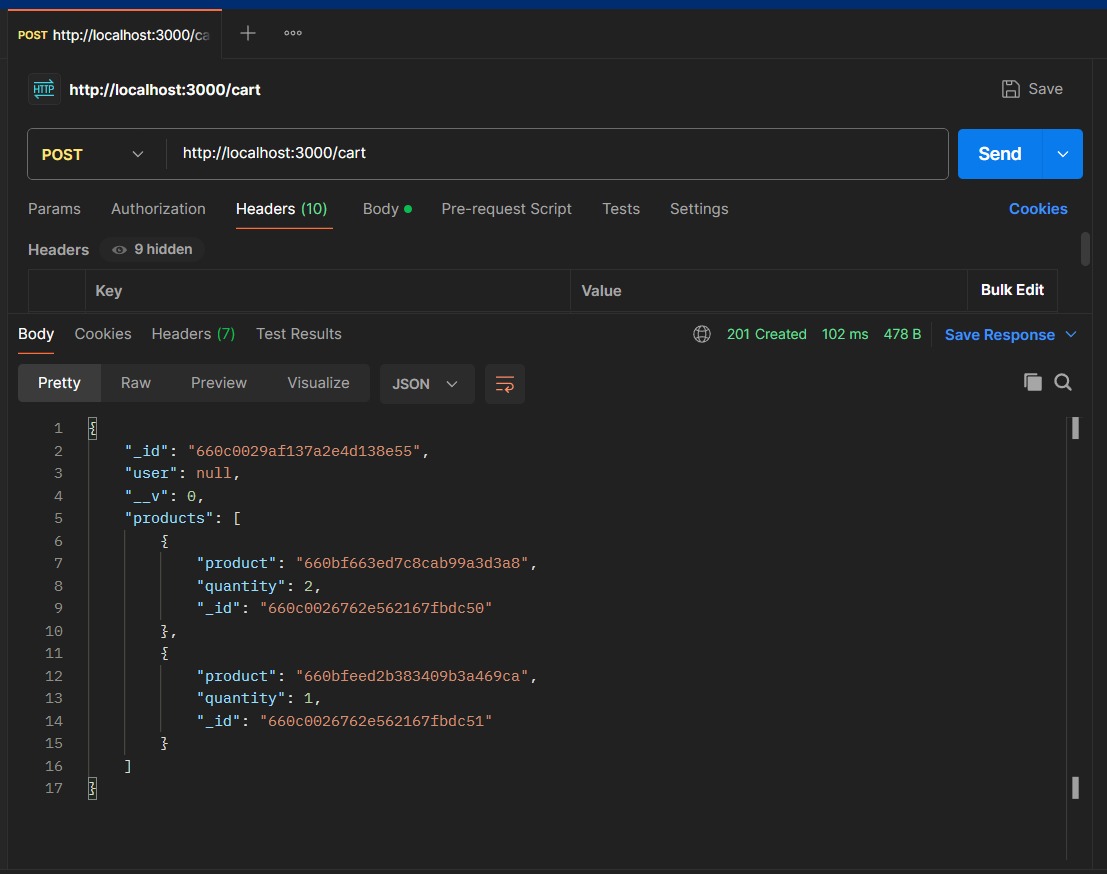 POST http://localhost:3000/ca
HTTP http://localhost:3000/cart
Save
POST http://localhost:3000/cart
Send
Params Authorization Headers (10) Body Pre-request Script Tests Settings Cookies
Headers 9 hidden
Key Value Bulk Edit
Body Cookies Headers (7) Test Results 201 Created 102 ms 478 B Save Response
Pretty Raw Preview Visualize JSON
1 {
2 "_id": "660c0029af137a2e4d138e55",
3 "user": null,
4 "__v": 0,
5 "products": [
6 {
7 "product": "660bf663ed7c8cab99a3d3a8",
8 "quantity": 2,
9 "_id": "660c0026762e562167fbdc50"
10 },
11 {
12 "product": "660bfeed2b383409b3a469ca",
13 "quantity": 1,
14 "_id": "660c0026762e562167fbdc51"
15 }
16 ]
17 }